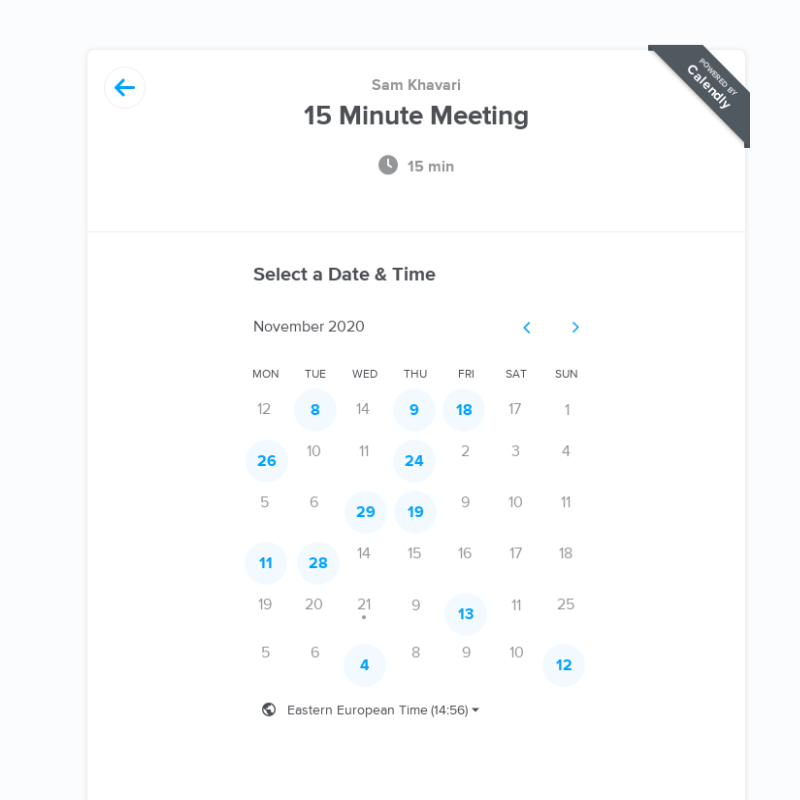 POWERED BY
Calendly
Sam Khavari
15 Minute Meeting
15 min
Select a Date & Time
November 2020
MON TUE WED THU FRI SAT SUN
12 8 14 9 18 17 1
26 10 11 24 2 3 4
5 6 29 19 9 10 11
11 28 14 15 16 17 18
19 20 21 9 13 11 25
5 6 4 8 9 10 12
Eastern European Time (14:56)